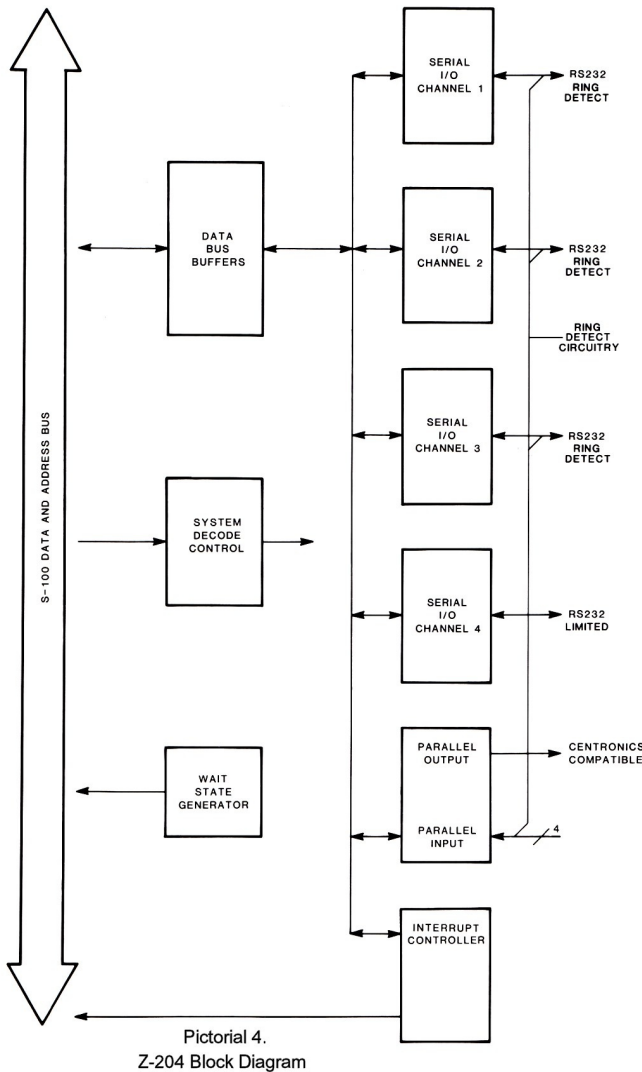 SERIAL
I/O
CHANNEL 1
RS232
RING
DETECT
DATA
BUS
BUFFERS
SERIAL
I/O
CHANNEL 2
RS232
RING
DETECT
RING
DETECT
CIRCUITRY
S-100 DATA AND ADDRESS BUS
SERIAL
I/O
CHANNEL 3
RS232
RING
DETECT
SYSTEM
DECODE
CONTROL
SERIAL
I/O
CHANNEL 4
RS232
LIMITED
WAIT
STATE
GENERATOR
PARALLEL
OUTPUT
CENTRONICS
COMPATIBLE
PARALLEL
INPUT
4
INTERRUPT
CONTROLLER
Pictorial 4.
Z-204 Block Diagram